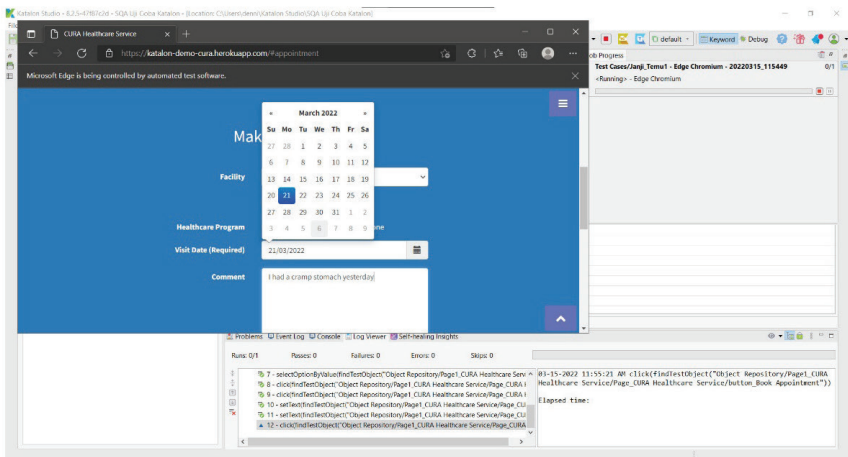 Katalon Studio - 8.2.5 - SQA Uji Coba Katalon - [Location: C:\Users\denni\Katalon Studio\SQA Uji Coba Katalon]
CURA Healthcare Service
https://katalon-demo-cura.herokuapp.com/#appointment
Microsoft Edge is being controlled by automated test software.
default
Keyword
Debug
ob Progress
Test Cases/Janji_Temu1 - Edge Chromium - 20220315_115449
0/1
<Running> - Edge Chromium
Mak
« March 2022 »
Su Mo Tu We Th Fr Sa
27 28 1 2 3 4 5
6 7 8 9 10 11 12
13 14 15 16 17 18 19
20 21 22 23 24 25 26
27 28 29 30 31 1 2
3 4 5 6 7 8 9
Facility
Healthcare Program
ne
Visit Date (Required)
21/03/2022
Comment
I had a cramp stomach yesterday
Problems Event Log Console Log Viewer Self-healing Insights
Runs: 0/1 Passes: 0 Failures: 0 Errors: 0 Skips: 0
7 - selectOptionByValue(findTestObject("Object Repository/Page1_CURA Healthcare Serv
8 - click(findTestObject("Object Repository/Page1_CURA Healthcare Service/Page_CURA H
9 - click(findTestObject("Object Repository/Page1_CURA Healthcare Service/Page_CURA H
10 - setText(findTestObject("Object Repository/Page1_CURA Healthcare Service/Page_CU
11 - setText(findTestObject("Object Repository/Page1_CURA Healthcare Service/Page_CU
12 - click(findTestObject("Object Repository/Page1_CURA Healthcare Service/Page_CURA
03-15-2022 11:55:21 AM click(findTestObject("Object Repository/Page1_CURA
Healthcare Service/Page_CURA Healthcare Service/button_Book Appointment"))
Elapsed time: